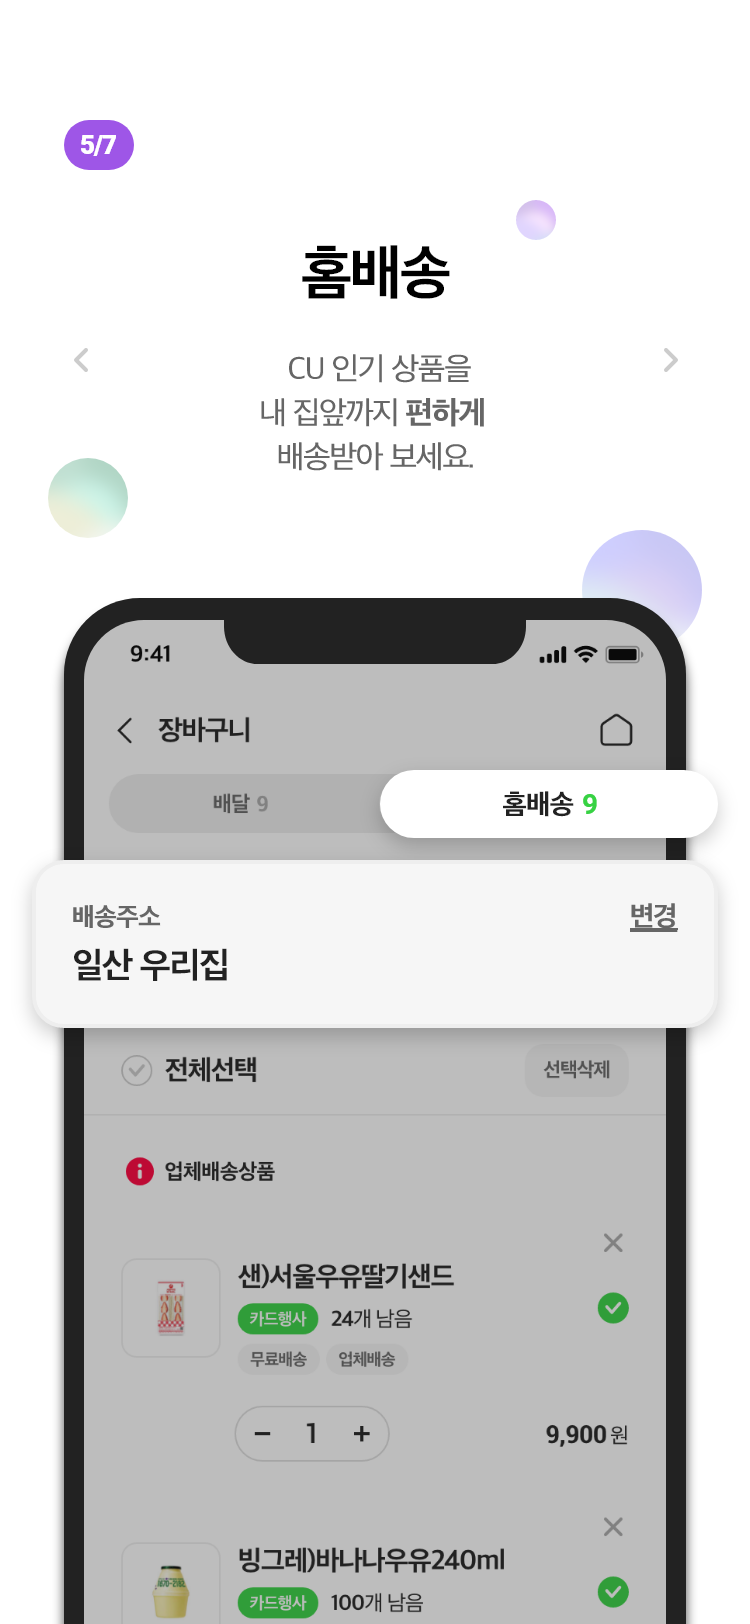 5/7
홈배송
CU 인기 상품을
내 집앞까지 편하게
배송받아 보세요.
9:41
장바구니
배달 9
홈배송 9
배송주소
변경
일산 우리집
전체선택
선택삭제
업체배송상품
샌)서울우유딸기샌드
카드행사 24개 남음
무료배송 업체배송
− 1 + 9,900원
빙그레)바나나우유240ml
카드행사 100개 남음